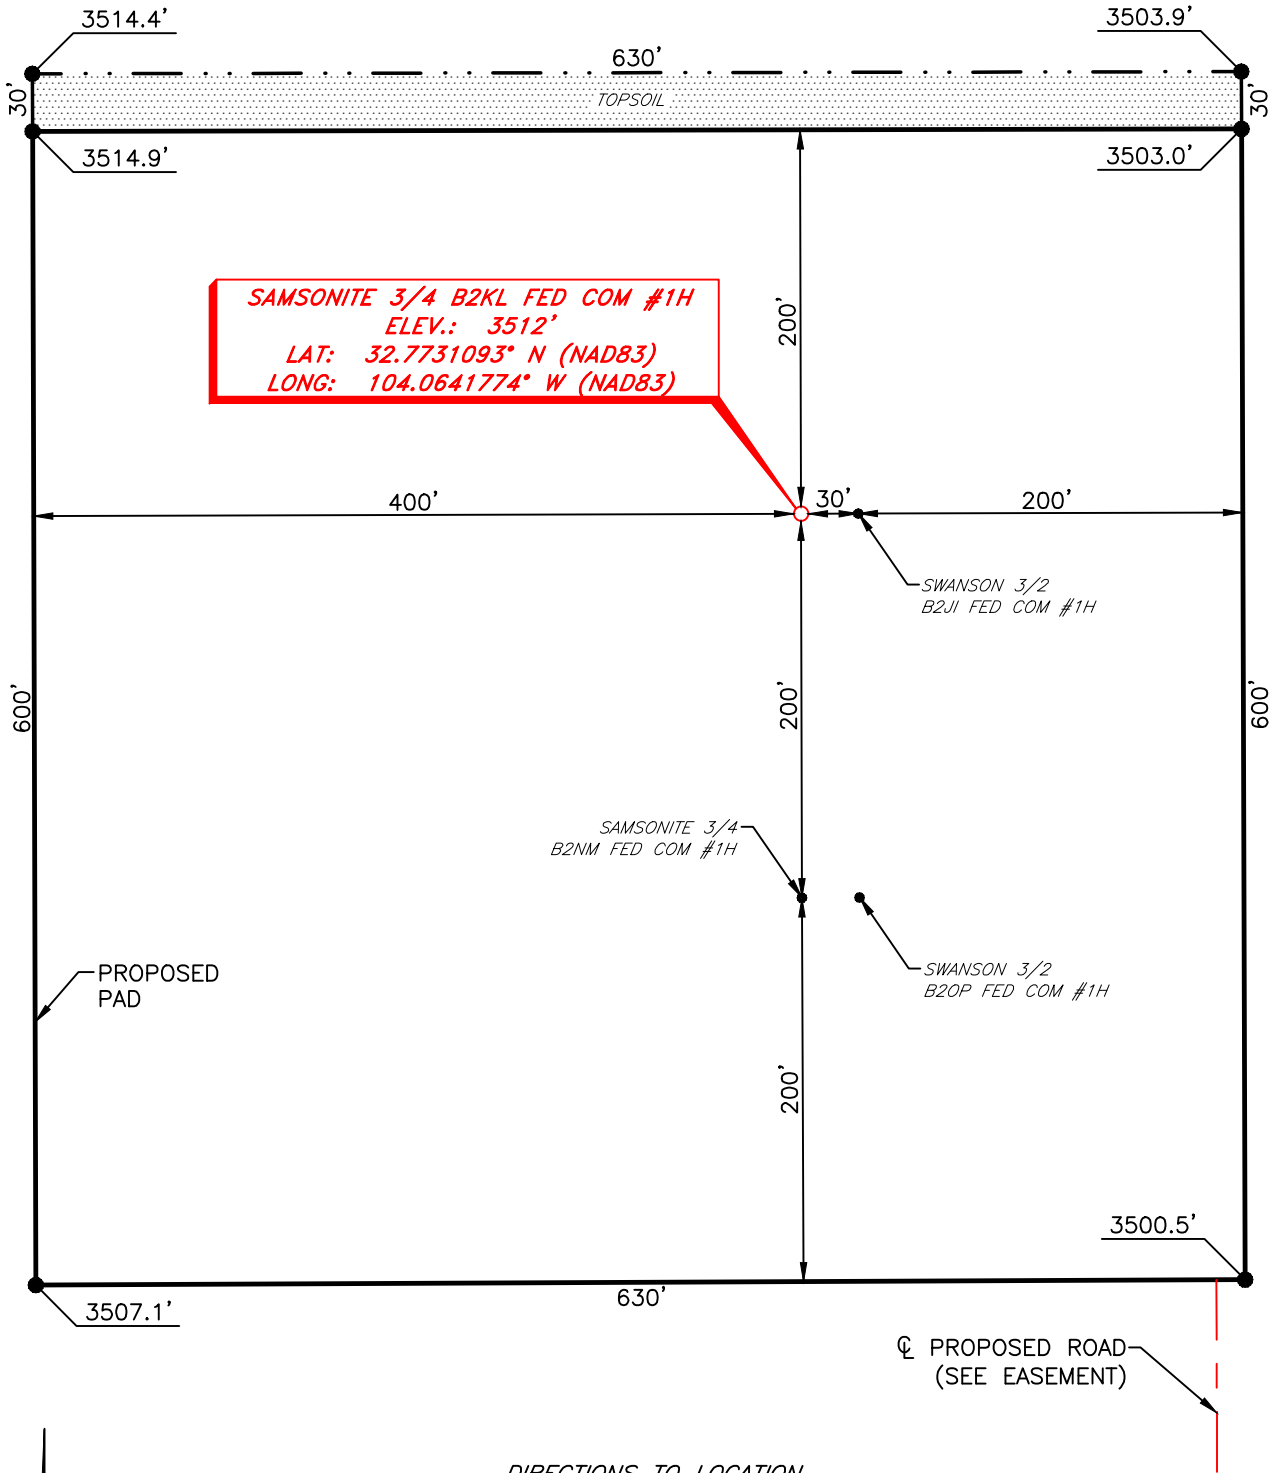 3514.4'
3503.9'
630'
30'
TOPSOIL
30'
3514.9'
3503.0'
SAMSONITE 3/4 B2KL FED COM #1H
ELEV.: 3512'
LAT: 32.7731093° N (NAD83)
LONG: 104.0641774° W (NAD83)
200'
400'
30'
200'
SWANSON 3/2
B2JI FED COM #1H
600'
200'
600'
SAMSONITE 3/4
B2NM FED COM #1H
PROPOSED
PAD
SWANSON 3/2
B2OP FED COM #1H
200'
3500.5'
3507.1'
630'
℄ PROPOSED ROAD
(SEE EASEMENT)
DIRECTIONS TO LOCATION